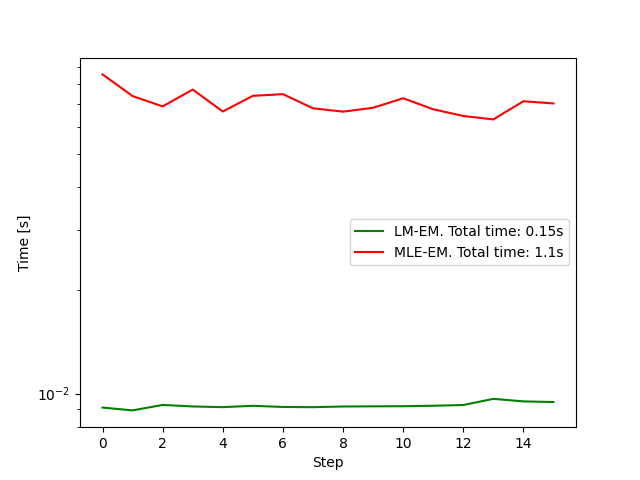 Time [s]
10⁻²
LM-EM. Total time: 0.15s
MLE-EM. Total time: 1.1s
0 2 4 6 8 10 12 14
Step